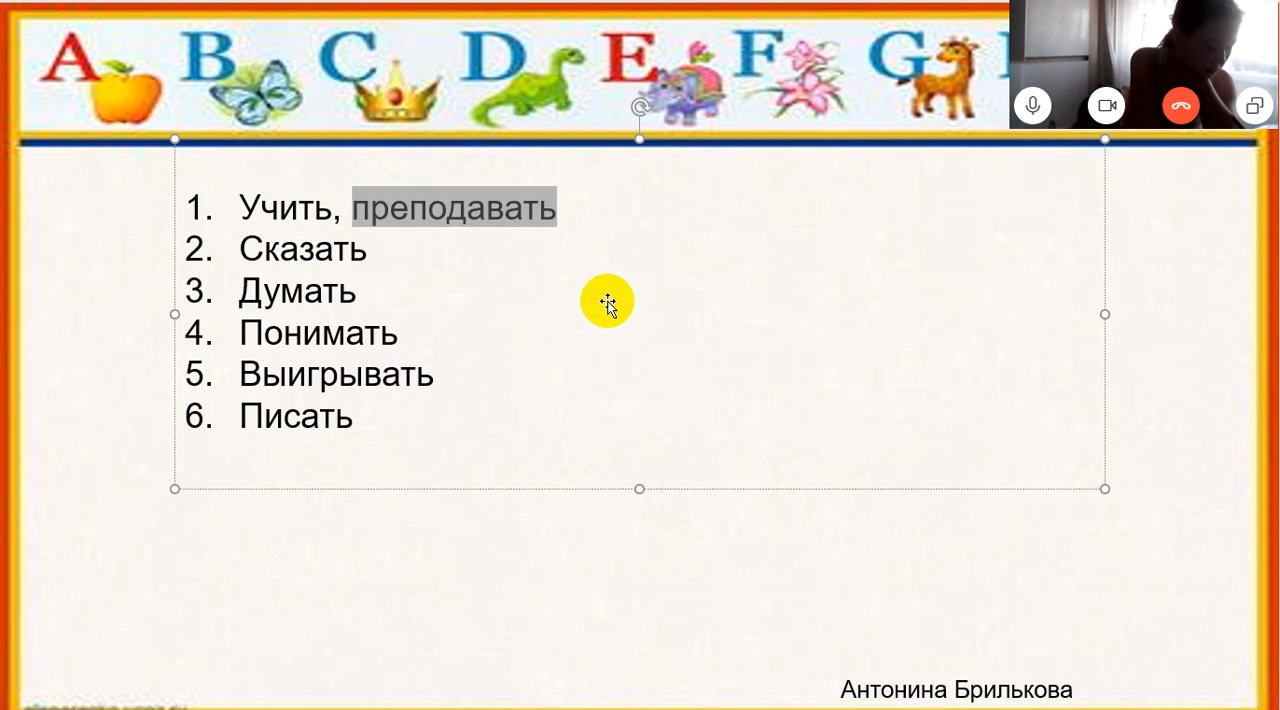 A B C D E F G
1. Учить, преподавать
2. Сказать
3. Думать
4. Понимать
5. Выигрывать
6. Писать
Антонина Брилькова